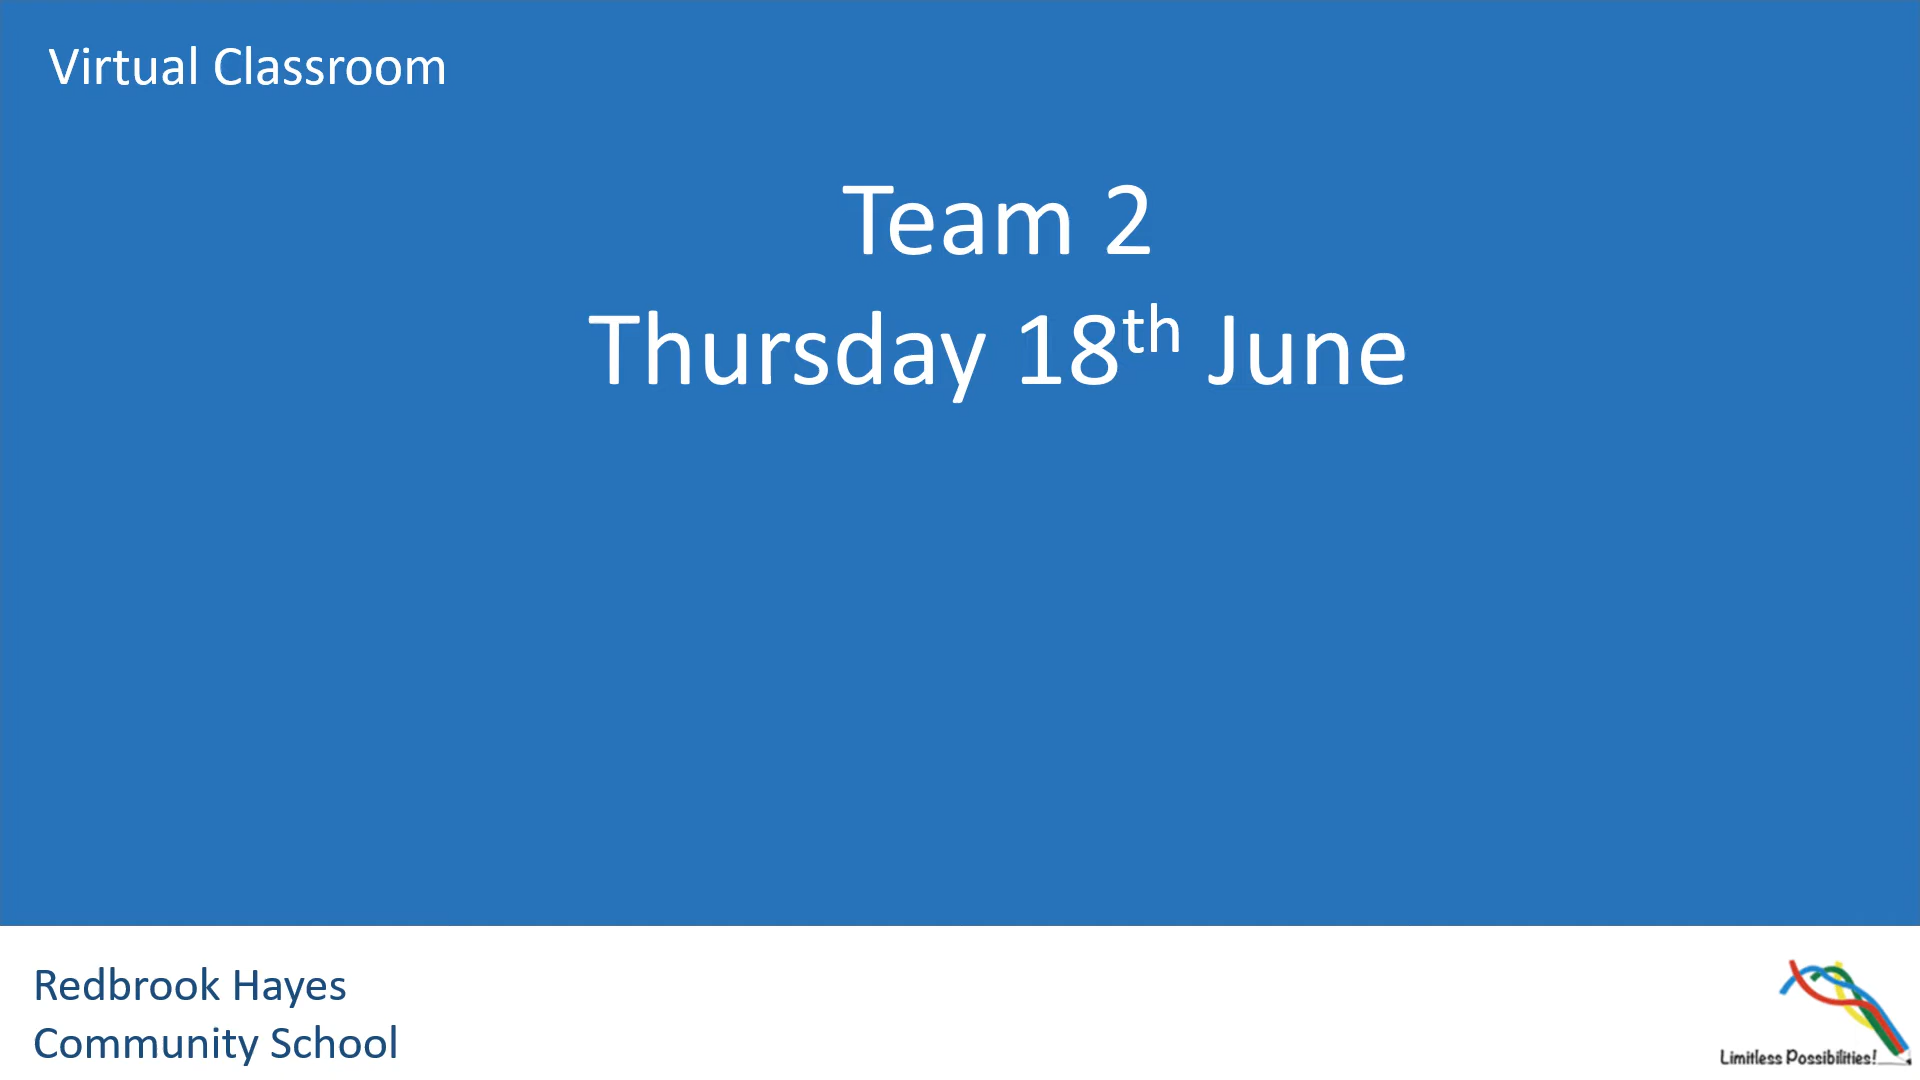 Virtual Classroom
Team 2
Thursday 18th June
Redbrook Hayes
Community School
Limitless Possibilities!